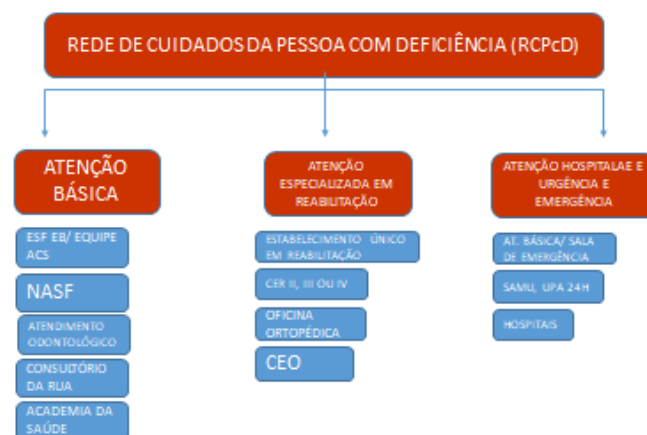 REDE DE CUIDADOS DA PESSOA COM DEFICIÊNCIA (RCPcD)
ATENÇÃO
BÁSICA
ESF EB/ EQUIPE
ACS
NASF
ATENDIMENTO
ODONTOLÓGICO
CONSULTÓRIO
DA RUA
ACADEMIA DA
SAÚDE
ATENÇÃO
ESPECIALIZADA EM
REABILITAÇÃO
ESTABELECIMENTO ÚNICO
EM REABILITAÇÃO
CER II, III OU IV
OFICINA
ORTOPÉDICA
CEO
ATENÇÃO HOSPITALAE E
URGÊNCIA E
EMERGÊNCIA
AT. BÁSICA/ SALA
DE EMERGÊNCIA
SAMU, UPA 24H
HOSPITAIS